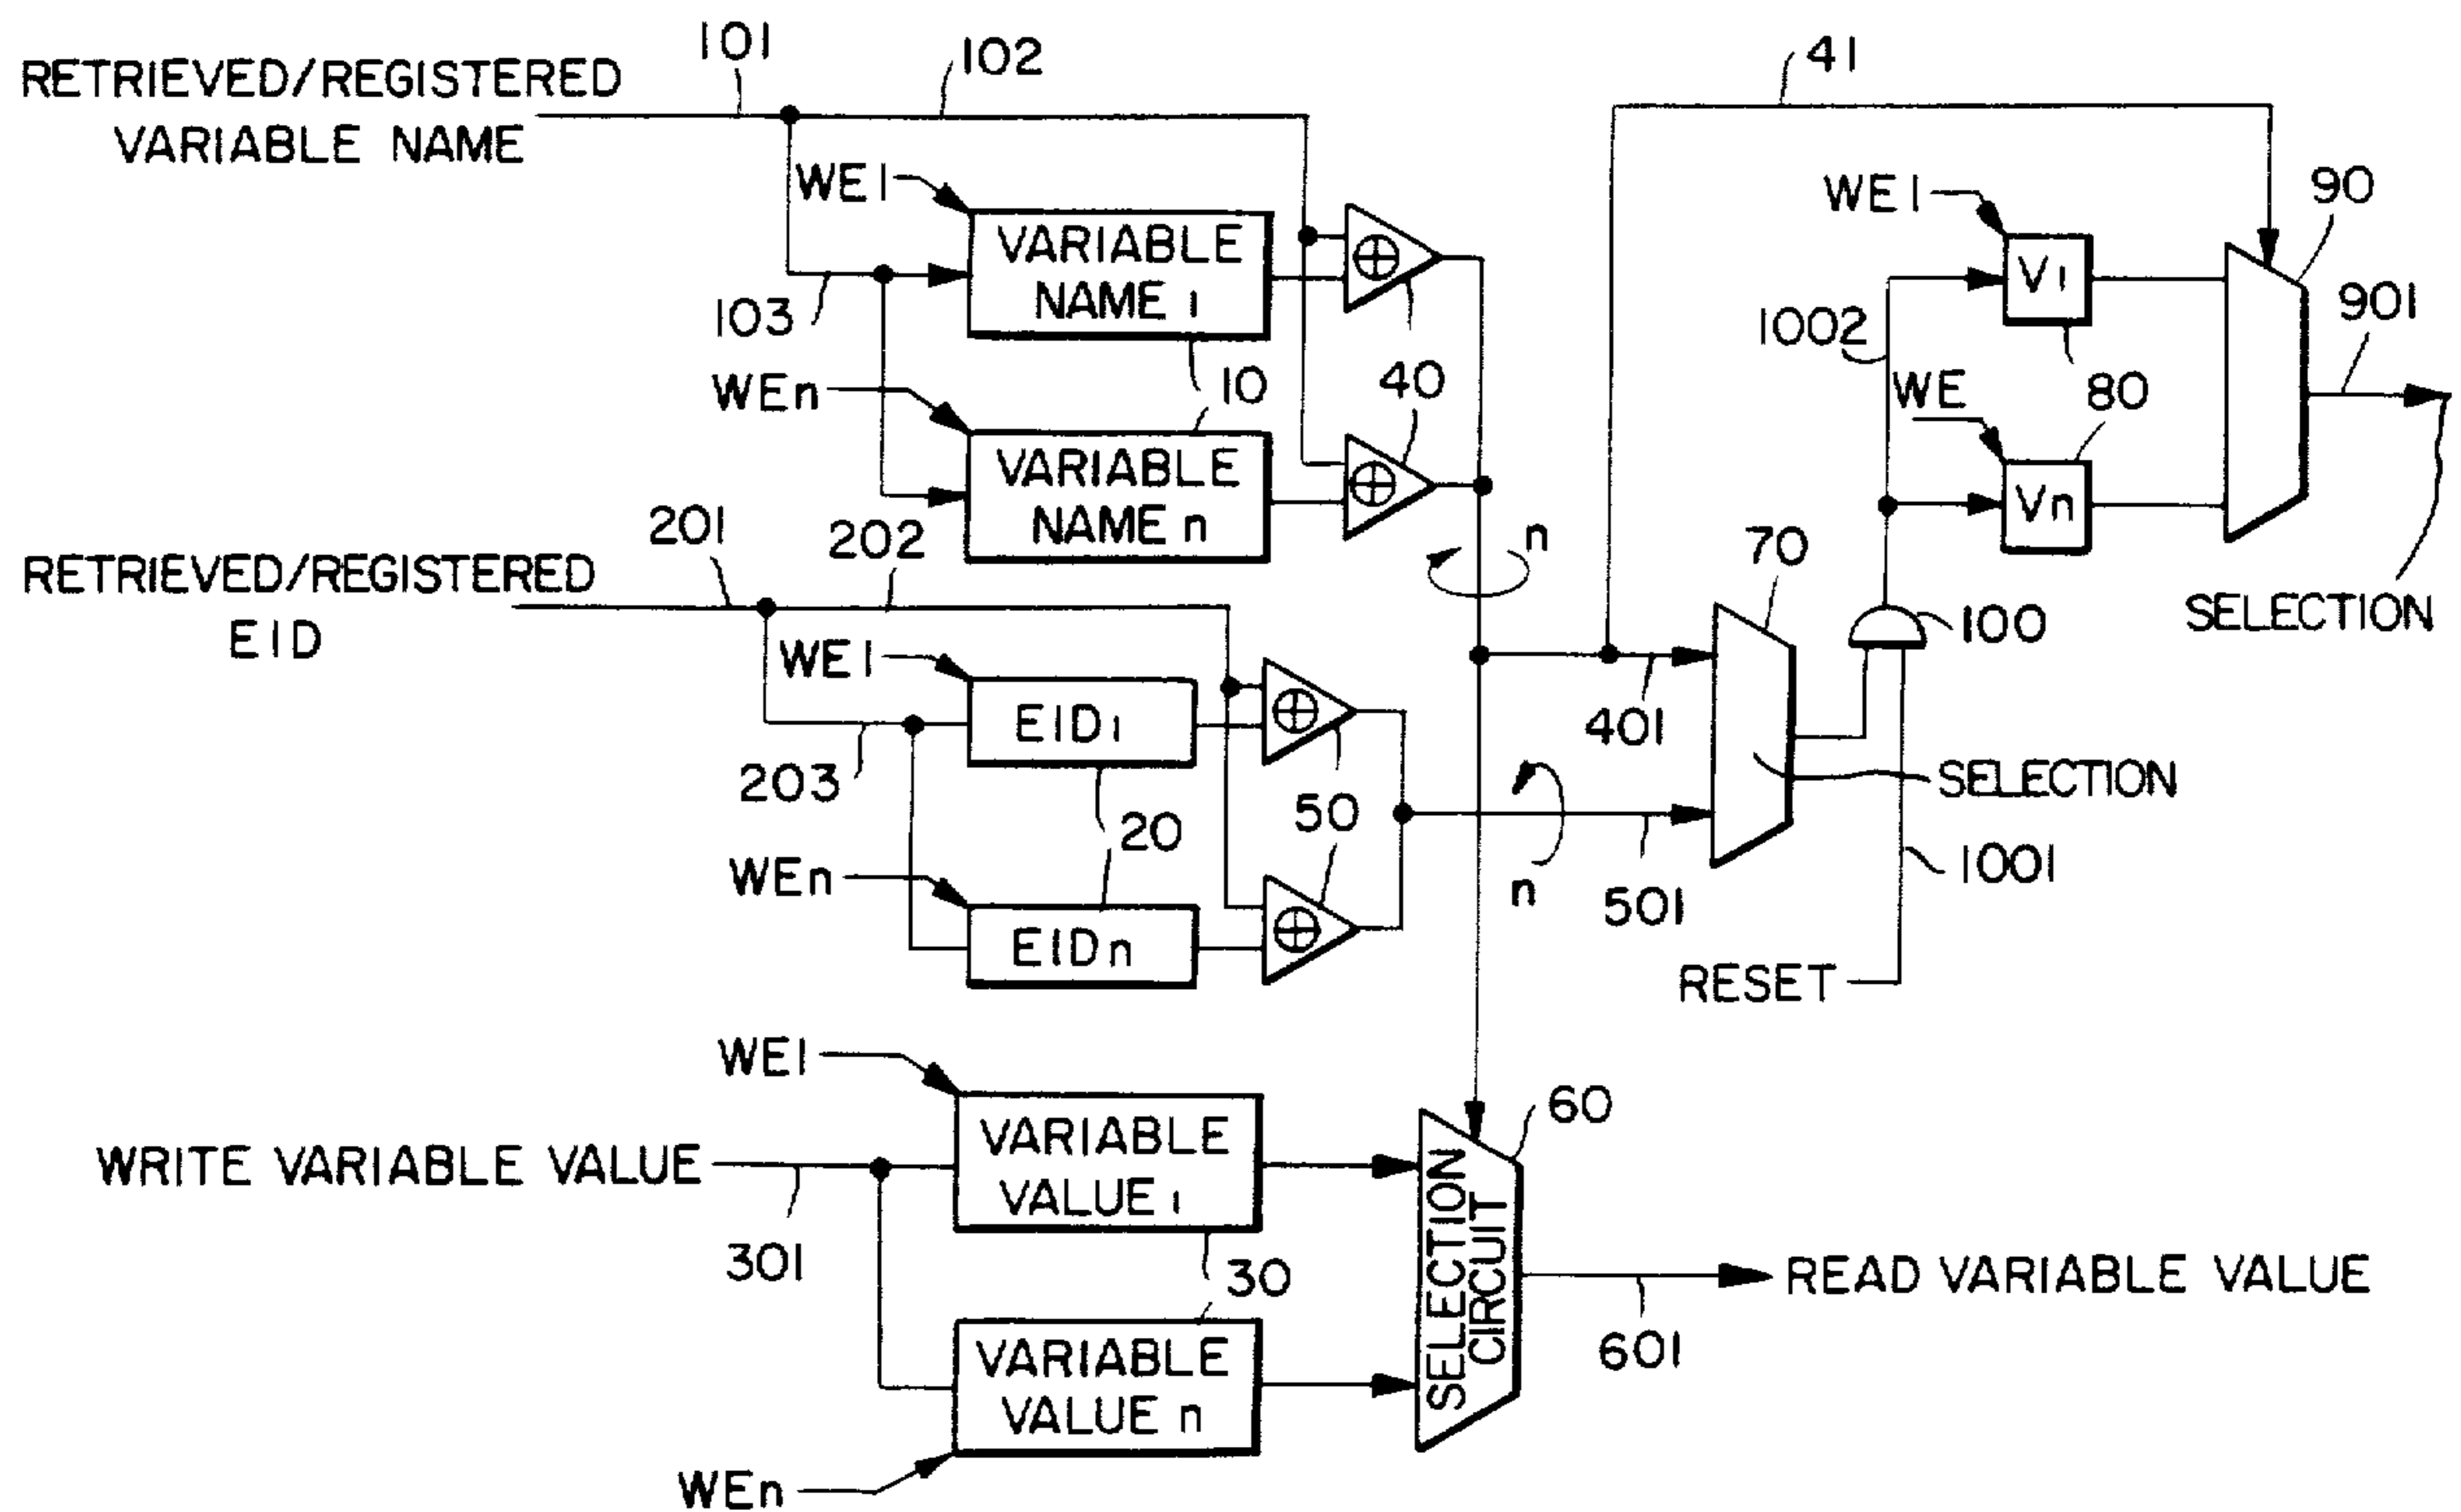 101
102
41
RETRIEVED/REGISTERED
VARIABLE NAME
WE1
VARIABLE
NAME 1
103
10
40
WEn
VARIABLE
NAME n
WE1
V1
90
901
1002
WE
80
Vn
SELECTION
n
201
202
RETRIEVED/REGISTERED
EID
WE1
EID1
203
20
50
WEn
EIDn
70
100
401
SELECTION
n
501
1001
RESET
WE1
WRITE VARIABLE VALUE
VARIABLE
VALUE 1
301
30
VARIABLE
VALUE n
WEn
60
SELECTION
CIRCUIT
READ VARIABLE VALUE
601